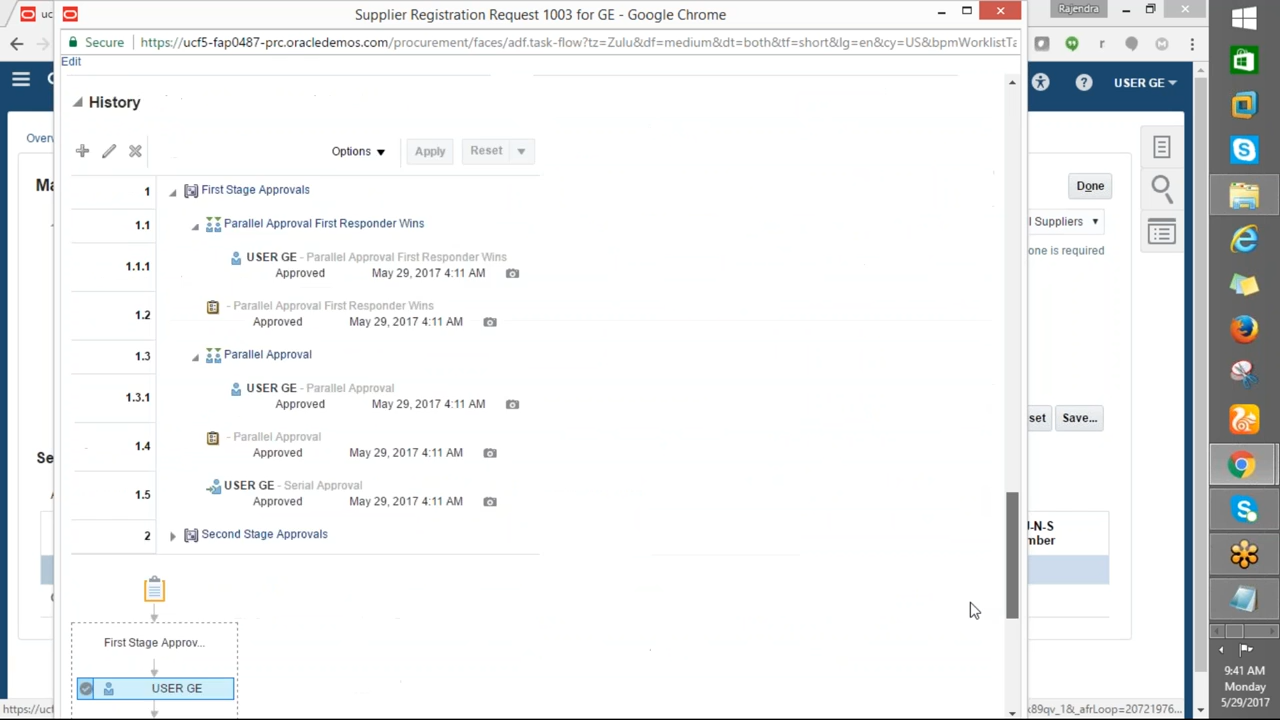 Supplier Registration Request 1003 for GE - Google Chrome
uc
Rajendra
Secure
https://ucf5-fap0487-prc.oracledemos.com/procurement/faces/adf.task-flow?tz=Zulu&df=medium&dt=both&tf=short&lg=en&cy=US&bpmWorklistTa
r
Edit
USER GE
History
Overv
Options
Apply
Reset
Ma
Done
1 First Stage Approvals
l Suppliers
1.1 Parallel Approval First Responder Wins
one is required
1.1.1 USER GE - Parallel Approval First Responder Wins
Approved May 29, 2017 4:11 AM
1.2 - Parallel Approval First Responder Wins
Approved May 29, 2017 4:11 AM
1.3 Parallel Approval
1.3.1 USER GE - Parallel Approval
Approved May 29, 2017 4:11 AM
set Save...
1.4 - Parallel Approval
Approved May 29, 2017 4:11 AM
Se
1.5 USER GE - Serial Approval
Approved May 29, 2017 4:11 AM
2 Second Stage Approvals
-N-S
mber
First Stage Approv...
USER GE
https://ucf
x89qv_1&_afrLoop=20721976...
9:41 AM
Monday
5/29/2017